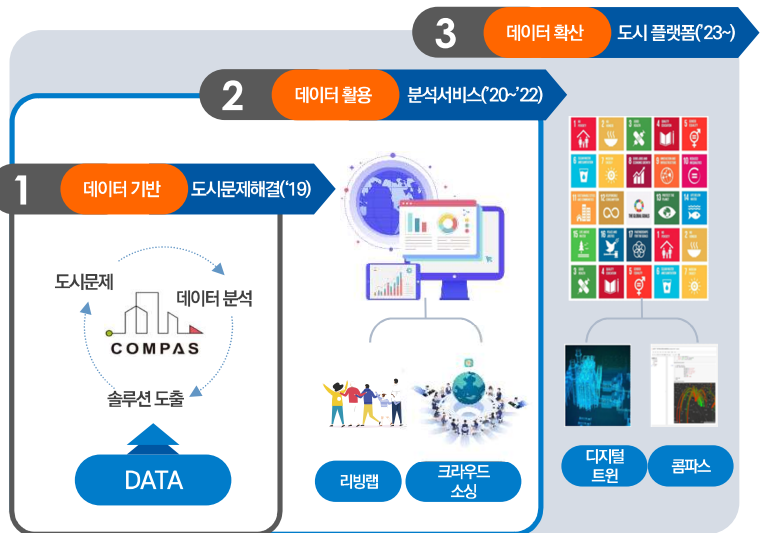 3 데이터 확산 도시 플랫폼('23~)
2 데이터 활용 분석서비스('20~'22)
1 데이터 기반 도시문제해결('19)
도시문제
데이터 분석
COMPAS
솔루션 도출
DATA
리빙랩
크라우드
소싱
THE GLOBAL GOALS
디지털
트윈
콤파스